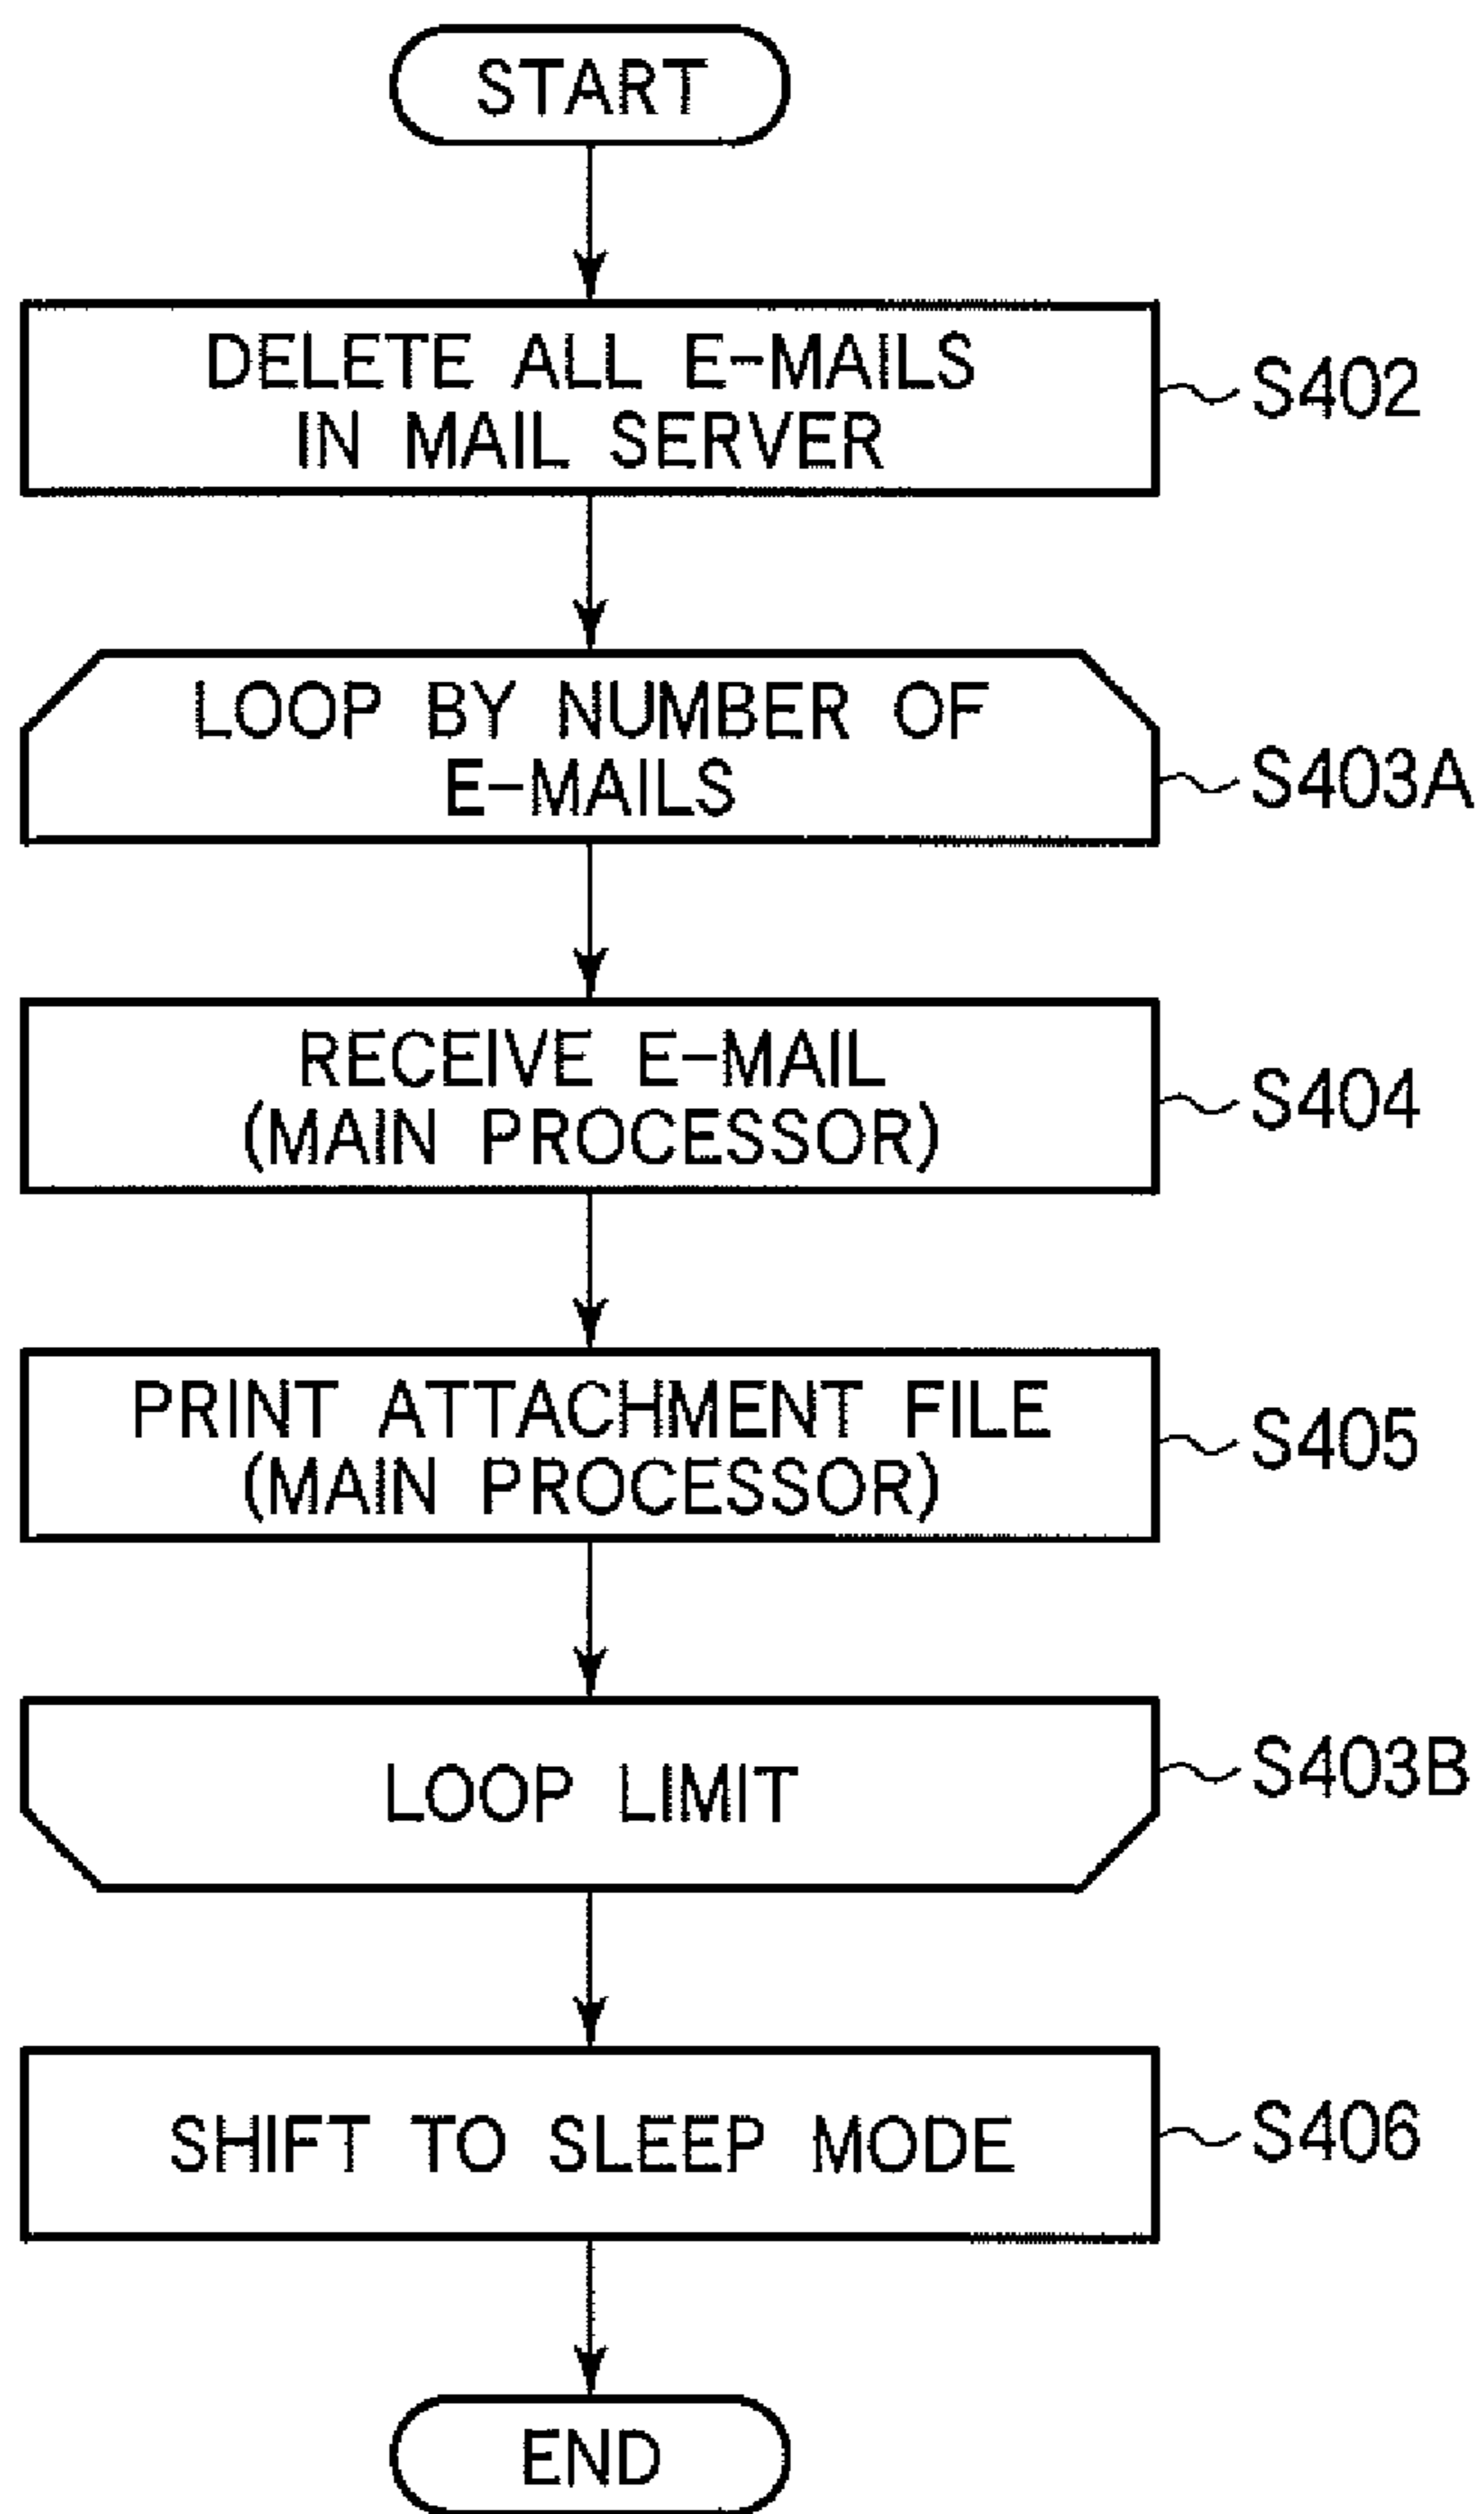 START
DELETE ALL E-MAILS
IN MAIL SERVER
S402
LOOP BY NUMBER OF
E-MAILS
S403A
RECEIVE E-MAIL
(MAIN PROCESSOR)
S404
PRINT ATTACHMENT FILE
(MAIN PROCESSOR)
S405
LOOP LIMIT
S403B
SHIFT TO SLEEP MODE
S406
END